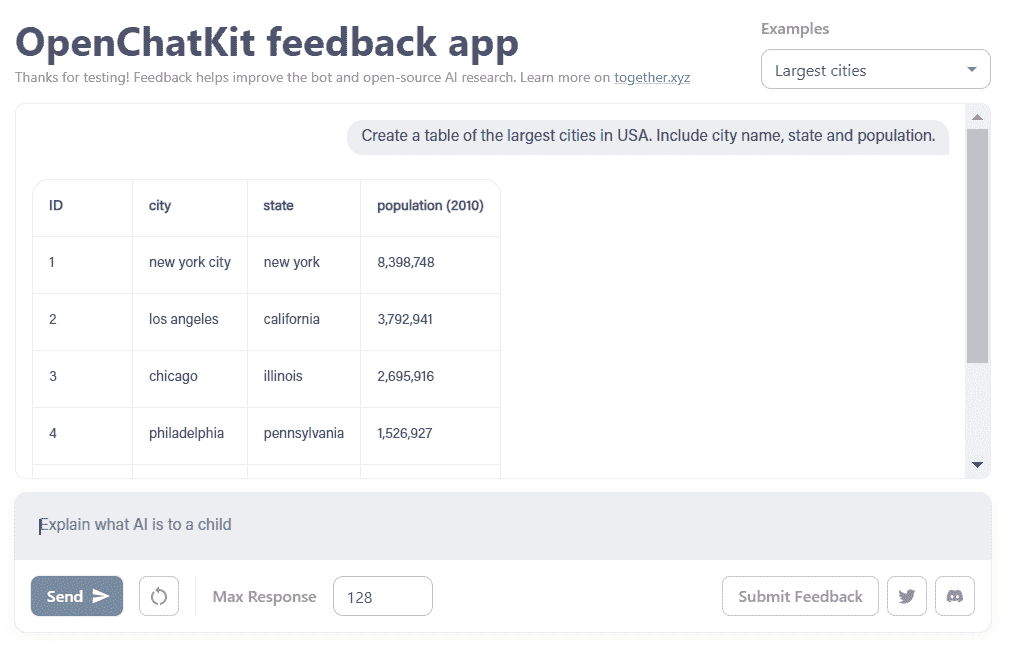 OpenChatKit feedback app
Thanks for testing! Feedback helps improve the bot and open-source AI research. Learn more on together.xyz
Examples
Largest cities
Create a table of the largest cities in USA. Include city name, state and population.
ID city state population (2010)
1 new york city new york 8,398,748
2 los angeles california 3,792,941
3 chicago illinois 2,695,916
4 philadelphia pennsylvania 1,526,927
Explain what AI is to a child
Send Max Response 128 Submit Feedback